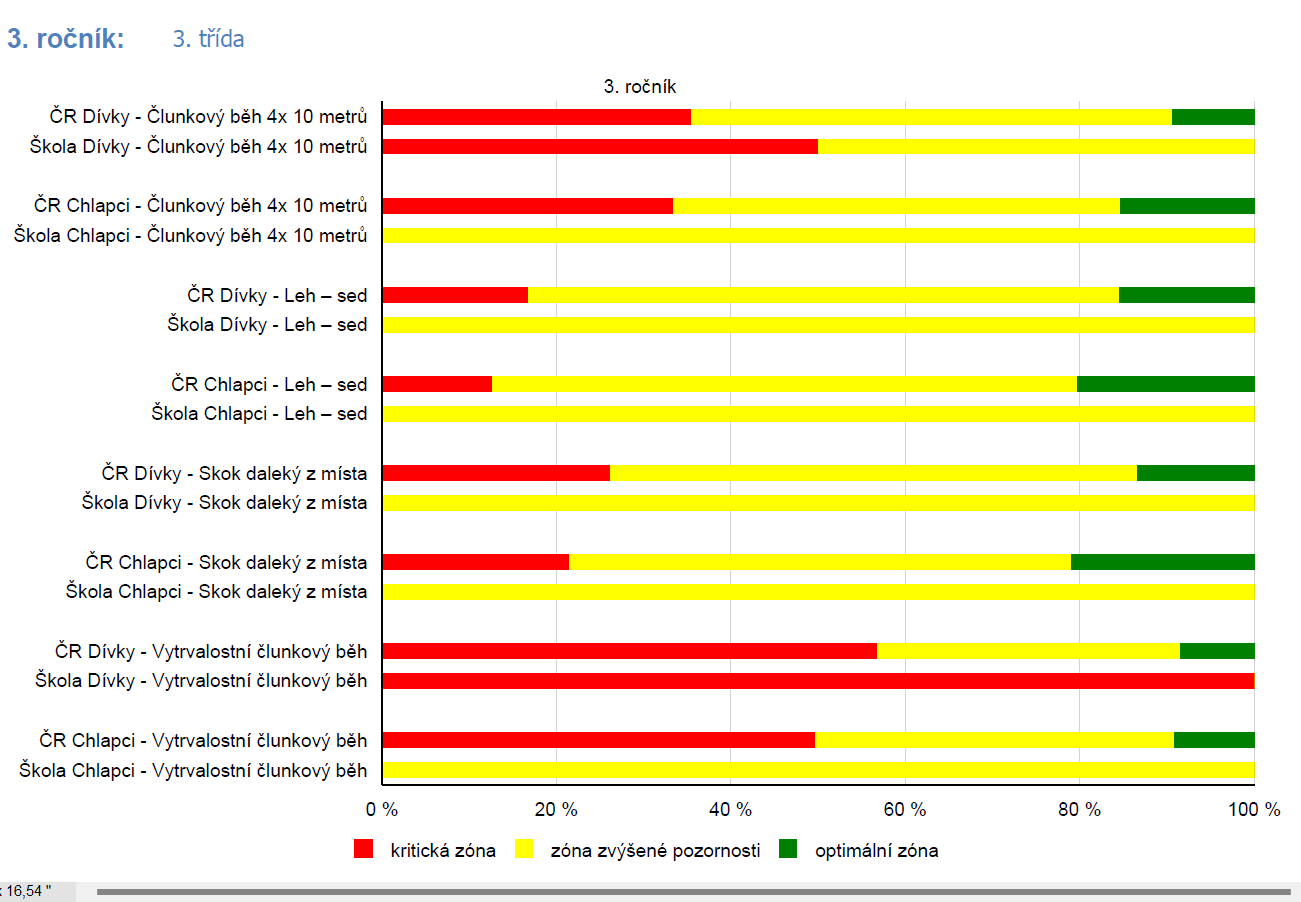 3. ročník: 3. třída
3. ročník
ČR Dívky - Člunkový běh 4x 10 metrů
Škola Dívky - Člunkový běh 4x 10 metrů
ČR Chlapci - Člunkový běh 4x 10 metrů
Škola Chlapci - Člunkový běh 4x 10 metrů
ČR Dívky - Leh – sed
Škola Dívky - Leh – sed
ČR Chlapci - Leh – sed
Škola Chlapci - Leh – sed
ČR Dívky - Skok daleký z místa
Škola Dívky - Skok daleký z místa
ČR Chlapci - Skok daleký z místa
Škola Chlapci - Skok daleký z místa
ČR Dívky - Vytrvalostní člunkový běh
Škola Dívky - Vytrvalostní člunkový běh
ČR Chlapci - Vytrvalostní člunkový běh
Škola Chlapci - Vytrvalostní člunkový běh
0 % 20 % 40 % 60 % 80 % 100 %
kritická zóna zóna zvýšené pozornosti optimální zóna
x 16,54 "